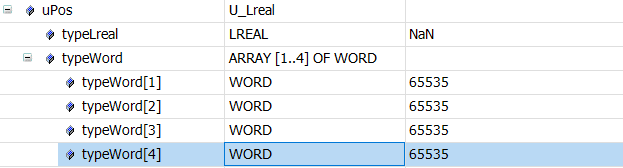 uPos U_Lreal
typeLreal LREAL NaN
typeWord ARRAY [1..4] OF WORD
typeWord[1] WORD 65535
typeWord[2] WORD 65535
typeWord[3] WORD 65535
typeWord[4] WORD 65535